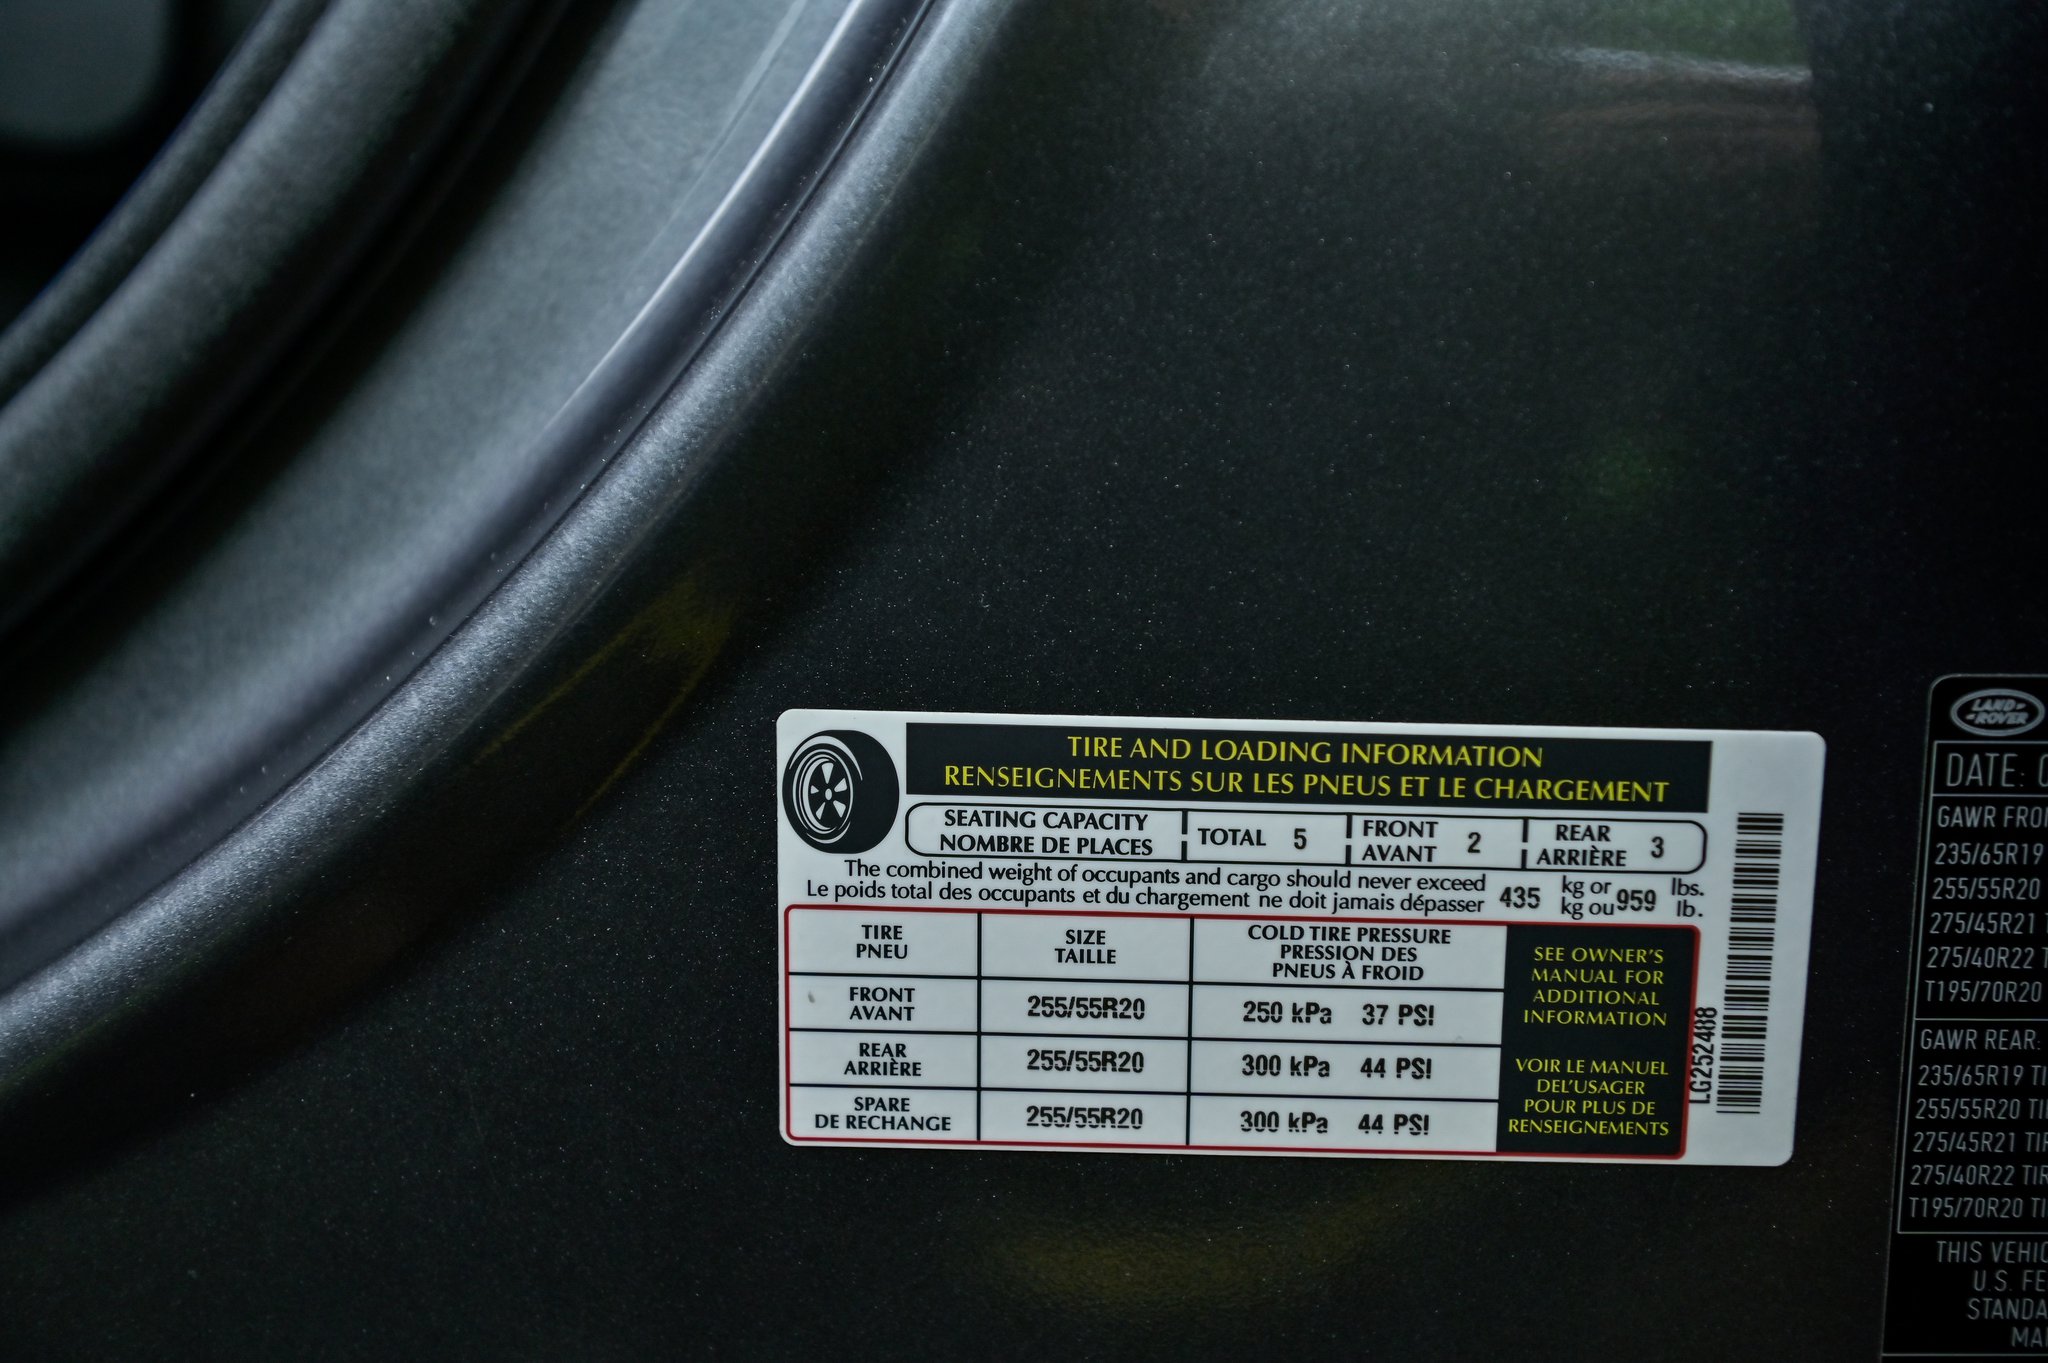 TIRE AND LOADING INFORMATION
RENSEIGNEMENTS SUR LES PNEUS ET LE CHARGEMENT
SEATING CAPACITY
NOMBRE DE PLACES
TOTAL 5
FRONT
AVANT 2
REAR
ARRIÈRE 3
The combined weight of occupants and cargo should never exceed 435 kg or 959 lbs.
Le poids total des occupants et du chargement ne doit jamais dépasser kg ou lb.
TIRE
PNEU
SIZE
TAILLE
COLD TIRE PRESSURE
PRESSION DES
PNEUS À FROID
FRONT
AVANT
255/55R20
250 kPa 37 PSI
REAR
ARRIÈRE
255/55R20
300 kPa 44 PSI
SPARE
DE RECHANGE
255/55R20
300 kPa 44 PSI
SEE OWNER'S
MANUAL FOR
ADDITIONAL
INFORMATION
VOIR LE MANUEL
DEL'USAGER
POUR PLUS DE
RENSEIGNEMENTS
LG252488
LAND
ROVER
DATE:
GAWR
235/65R19
255/55R20
275/45R21
275/40R22
T195/70R20
GAWR REAR:
235/65R19
255/55R20
275/45R21
275/40R22
T195/70R20
THIS
U.S.